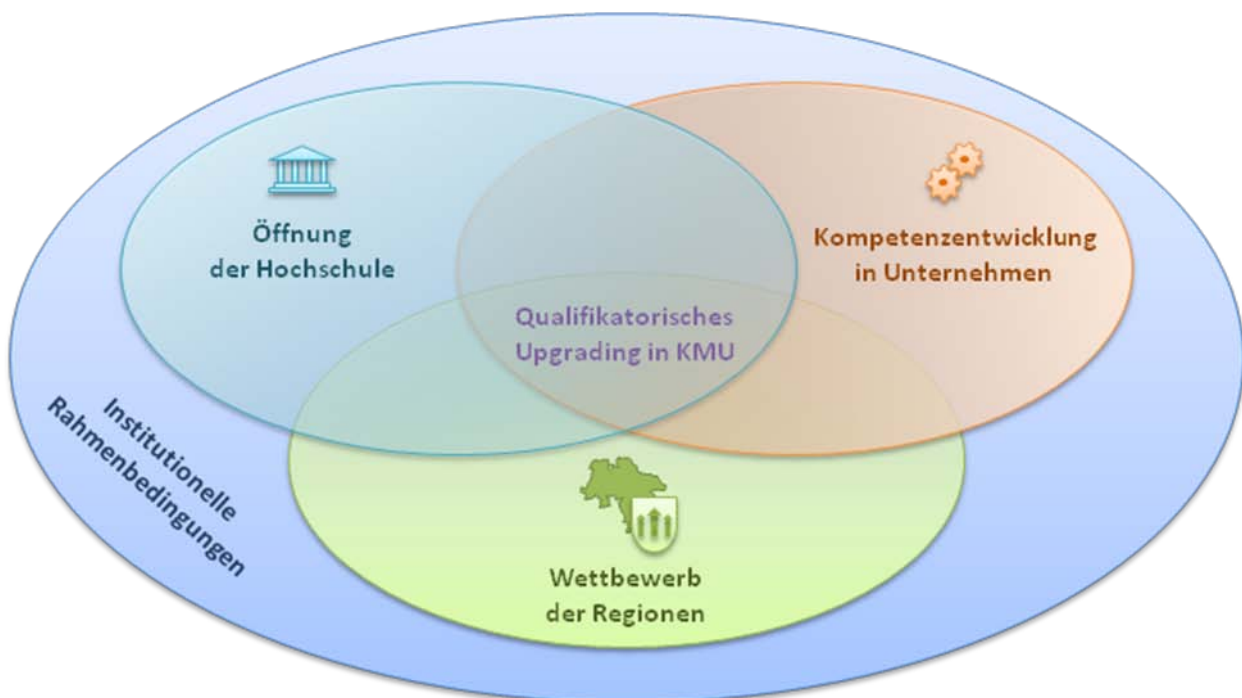 Öffnung
der Hochschule
Kompetenzentwicklung
in Unternehmen
Qualifikatorisches
Upgrading in KMU
Institutionelle
Rahmenbedingungen
Wettbewerb
der Regionen